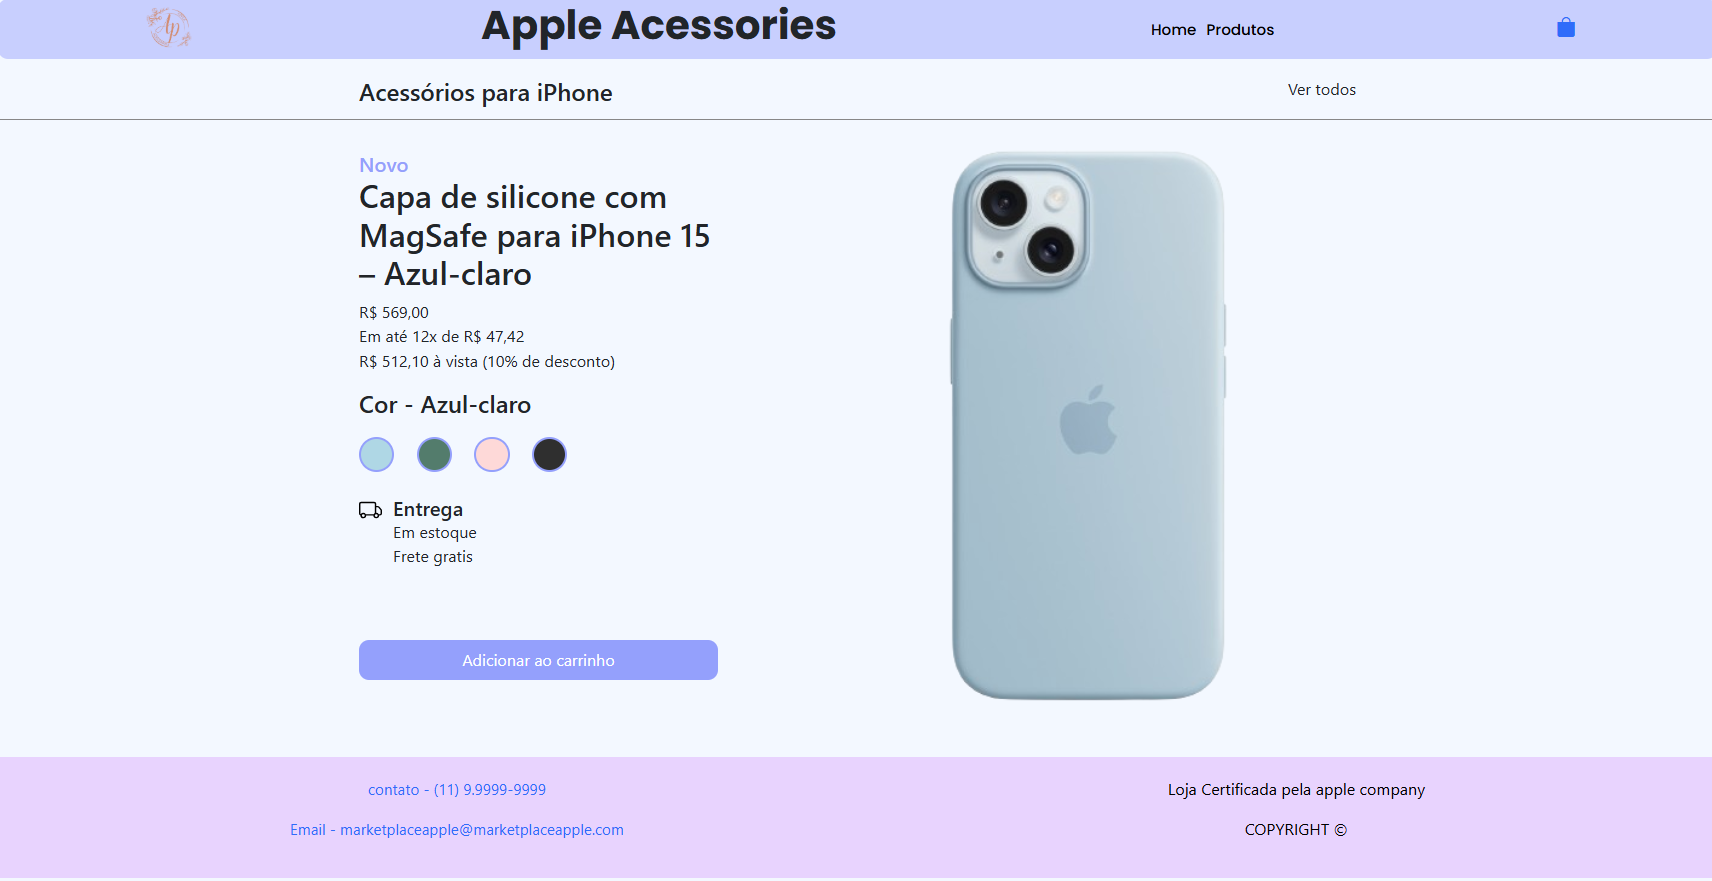 Ap
Apple Acessories
Home Produtos
Acessórios para iPhone
Ver todos
Novo
Capa de silicone com
MagSafe para iPhone 15
– Azul-claro
R$ 569,00
Em até 12x de R$ 47,42
R$ 512,10 à vista (10% de desconto)
Cor - Azul-claro
Entrega
Em estoque
Frete gratis
Adicionar ao carrinho
contato - (11) 9.9999-9999
Loja Certificada pela apple company
Email - marketplaceapple@marketplaceapple.com
COPYRIGHT ©